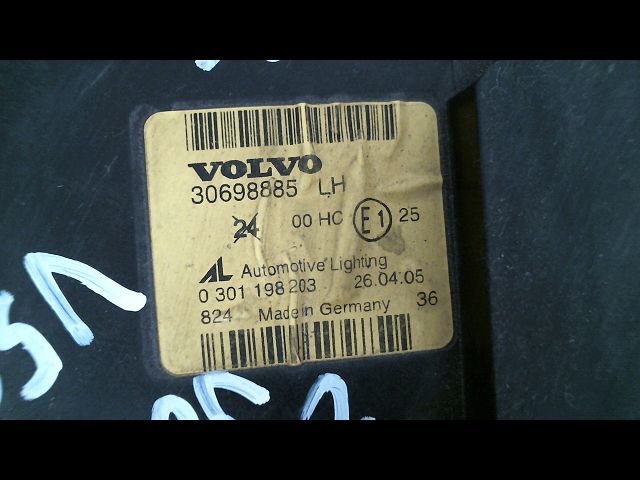 VOLVO
30698885 LH
24 00 HC E1 25
AL Automotive Lighting
0 301 198 203 26.04.05
824 Made in Germany 36